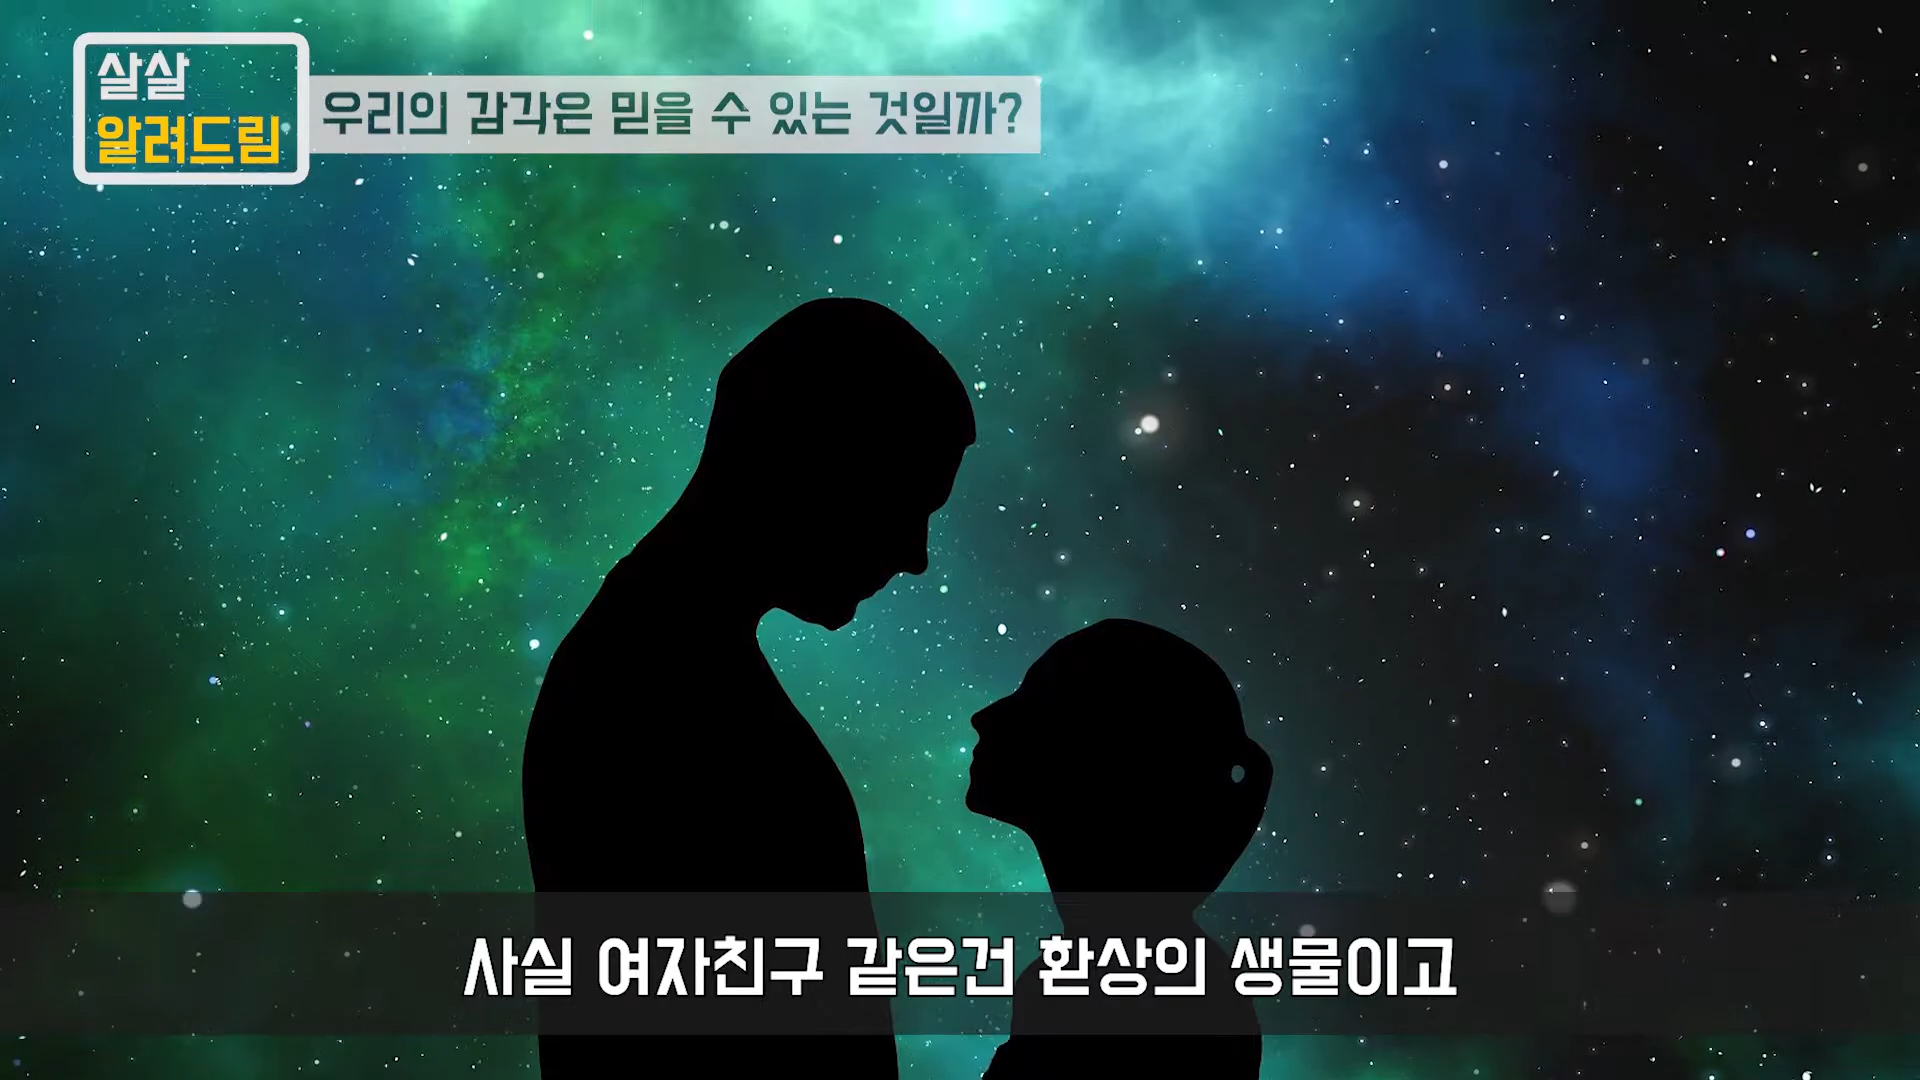 살살
알려드림
우리의 감각은 믿을 수 있는 것일까?
사실 여자친구 같은건 환상의 생물이고